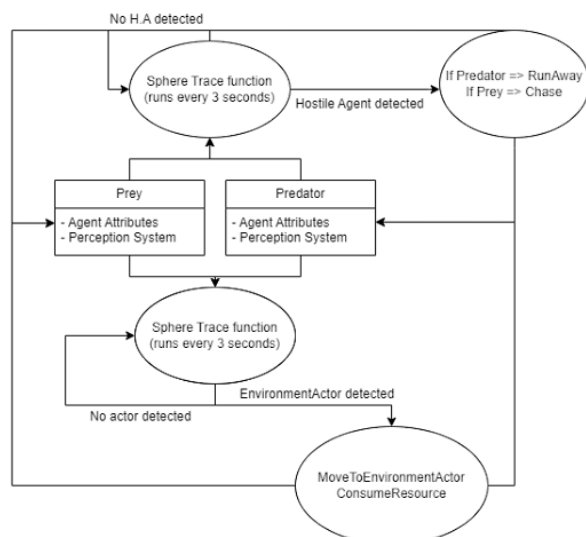 No H.A detected
Sphere Trace function
(runs every 3 seconds)
If Predator => RunAway
If Prey => Chase
Hostile Agent detected
Prey
- Agent Attributes
- Perception System
Predator
- Agent Attributes
- Perception System
Sphere Trace function
(runs every 3 seconds)
EnvironmentActor detected
No actor detected
MoveToEnvironmentActor
ConsumeResource